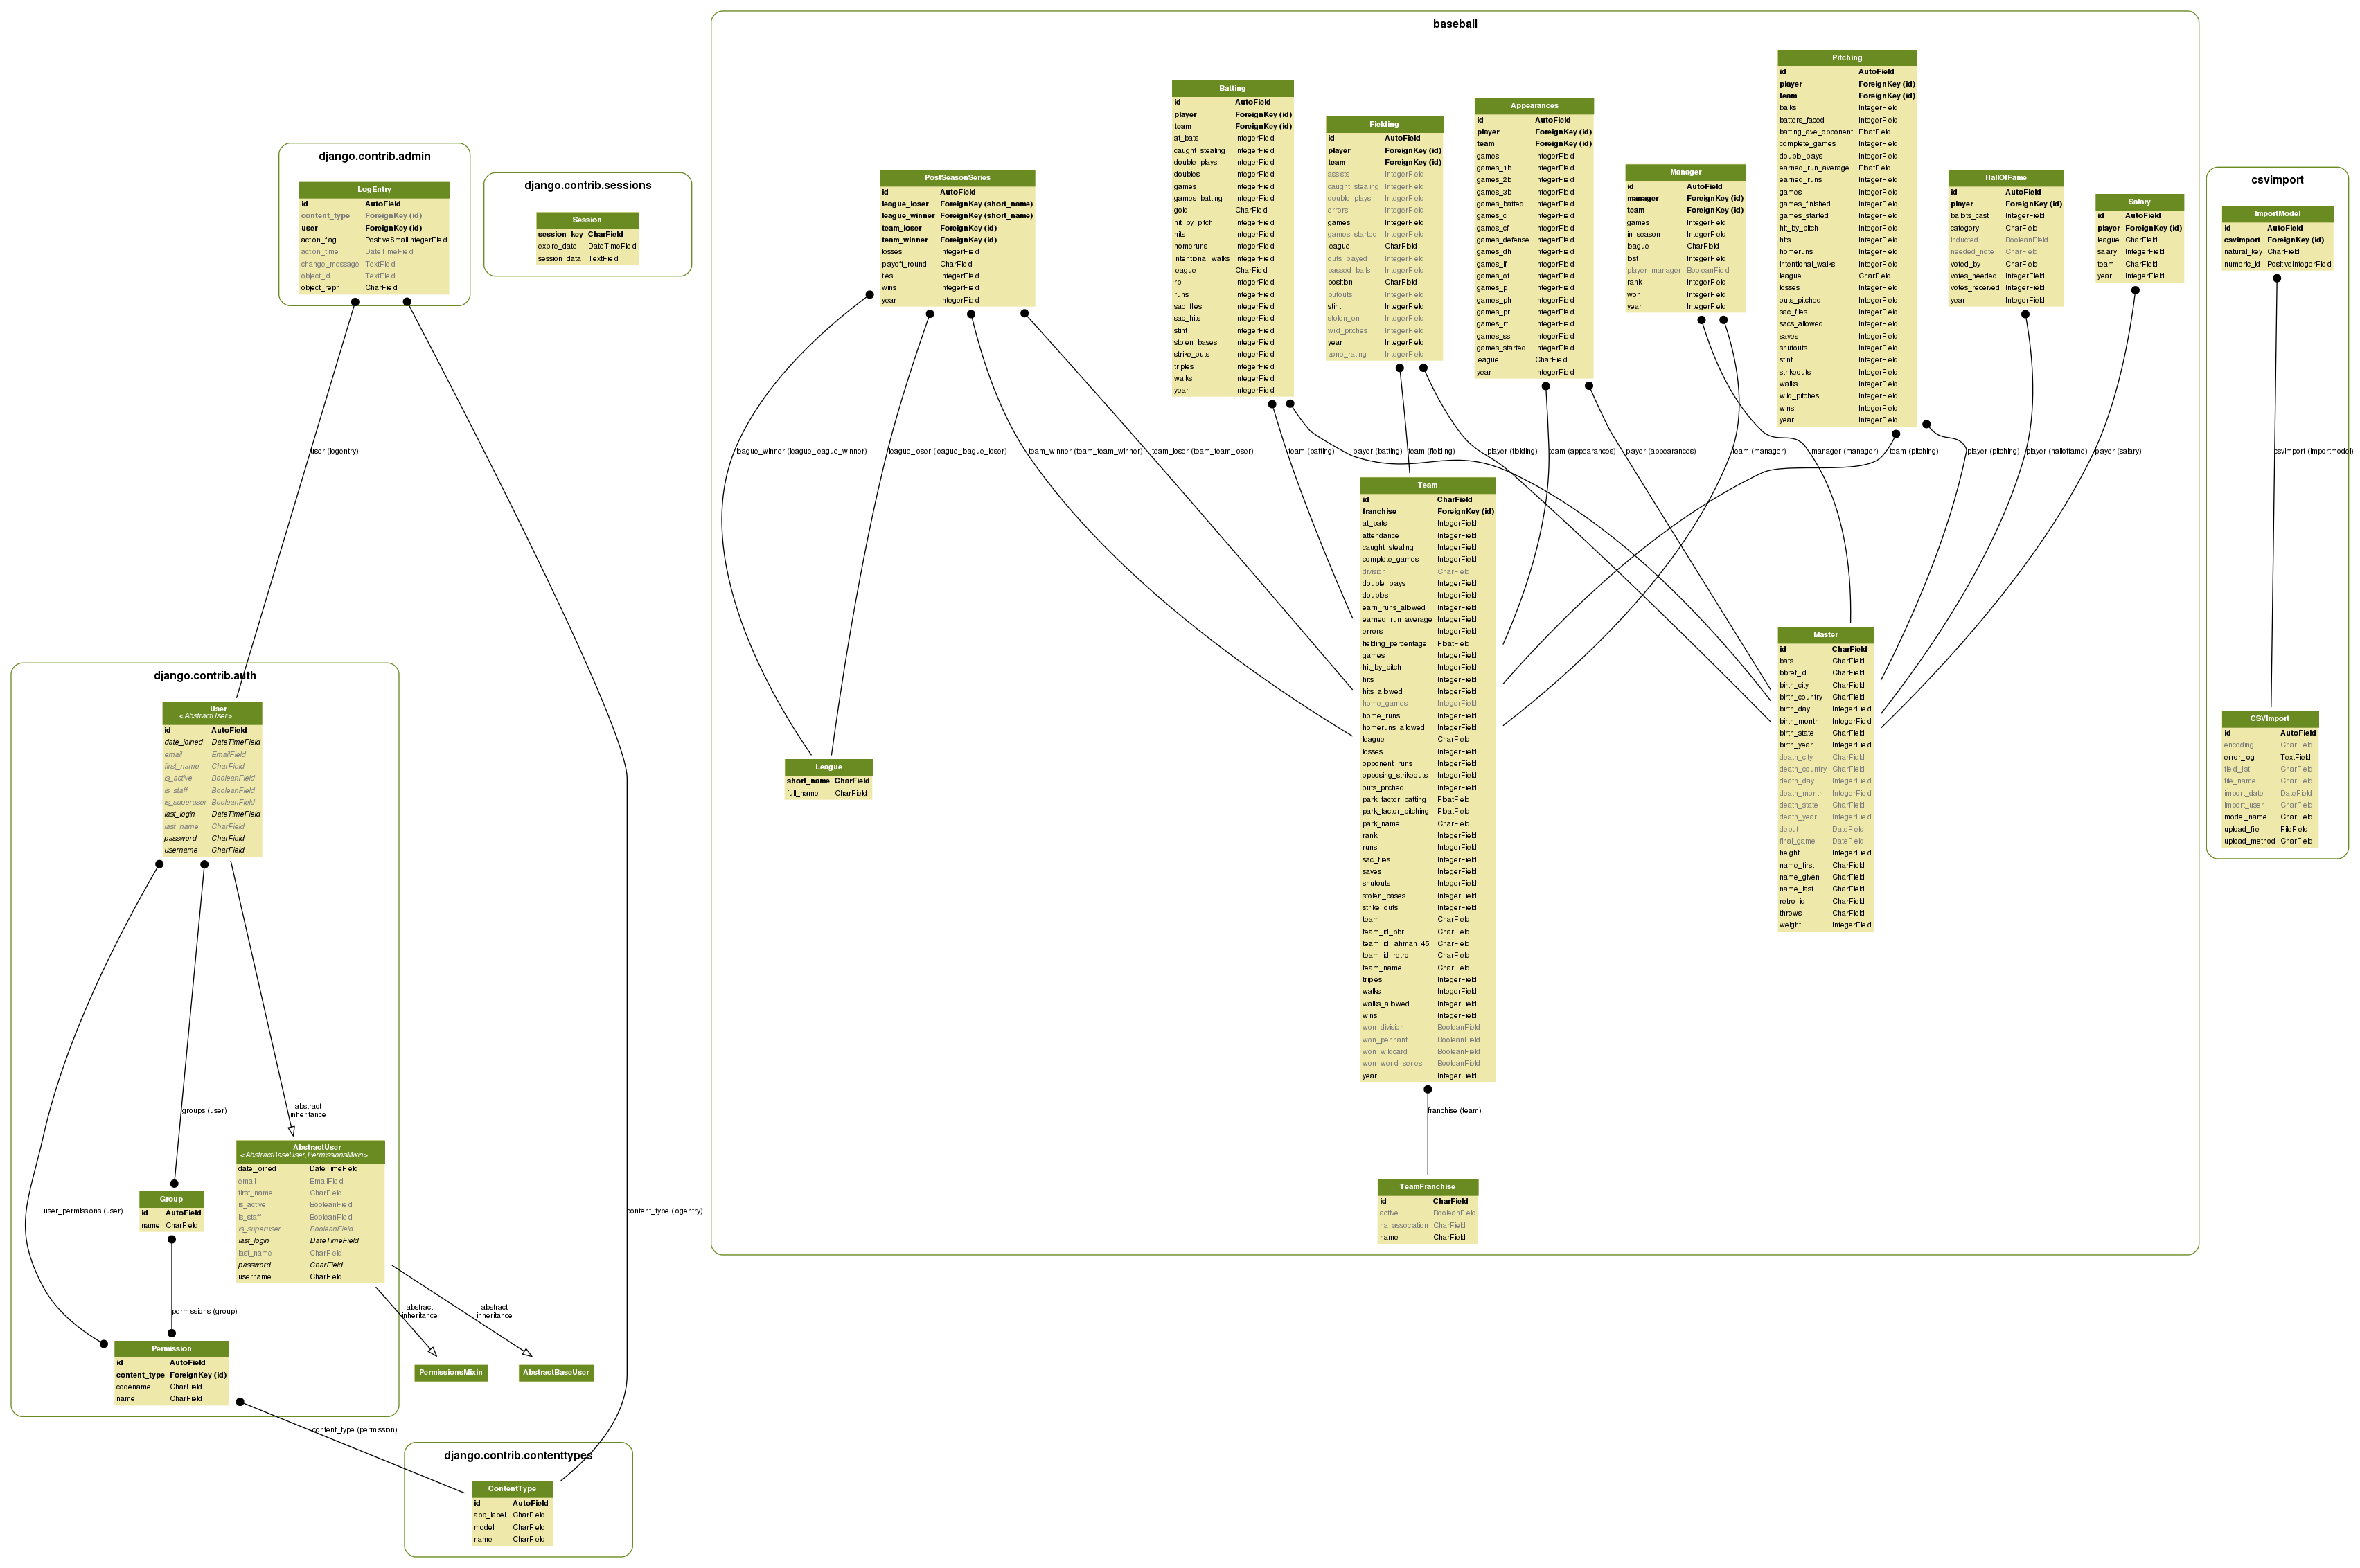 baseball
Pitching
id AutoField
player ForeignKey (id)
team ForeignKey (id)
balks IntegerField
batters_faced IntegerField
batting_ave_opponent FloatField
complete_games IntegerField
double_plays IntegerField
earned_run_average FloatField
earned_runs IntegerField
games IntegerField
games_finished IntegerField
games_started IntegerField
hit_by_pitch IntegerField
hits IntegerField
homeruns IntegerField
intentional_walks IntegerField
league CharField
losses IntegerField
outs_pitched IntegerField
sac_flies IntegerField
sacs_allowed IntegerField
saves IntegerField
shutouts IntegerField
stint IntegerField
strikeouts IntegerField
walks IntegerField
wild_pitches IntegerField
wins IntegerField
year IntegerField
Batting
id AutoField
player ForeignKey (id)
team ForeignKey (id)
at_bats IntegerField
caught_stealing IntegerField
double_plays IntegerField
doubles IntegerField
games IntegerField
games_batting IntegerField
gold CharField
hit_by_pitch IntegerField
hits IntegerField
homeruns IntegerField
intentional_walks IntegerField
league CharField
rbi IntegerField
runs IntegerField
sac_flies IntegerField
sac_hits IntegerField
stint IntegerField
stolen_bases IntegerField
strike_outs IntegerField
triples IntegerField
walks IntegerField
year IntegerField
Fielding
id AutoField
player ForeignKey (id)
team ForeignKey (id)
assists IntegerField
caught_stealing IntegerField
double_plays IntegerField
errors IntegerField
games IntegerField
games_started IntegerField
league CharField
outs_played IntegerField
passed_balls IntegerField
position CharField
putouts IntegerField
stint IntegerField
stolen_on IntegerField
wild_pitches IntegerField
year IntegerField
zone_rating IntegerField
Appearances
id AutoField
player ForeignKey (id)
team ForeignKey (id)
games IntegerField
games_1b IntegerField
games_2b IntegerField
games_3b IntegerField
games_batted IntegerField
games_c IntegerField
games_cf IntegerField
games_defense IntegerField
games_dh IntegerField
games_lf IntegerField
games_of IntegerField
games_p IntegerField
games_ph IntegerField
games_pr IntegerField
games_rf IntegerField
games_ss IntegerField
games_started IntegerField
league CharField
year IntegerField
Manager
id AutoField
manager ForeignKey (id)
team ForeignKey (id)
games IntegerField
in_season IntegerField
league CharField
lost IntegerField
player_manager BooleanField
rank IntegerField
won IntegerField
year IntegerField
HallOfFame
id AutoField
player ForeignKey (id)
ballots_cast IntegerField
category CharField
inducted BooleanField
needed_note CharField
voted_by CharField
votes_needed IntegerField
votes_received IntegerField
year IntegerField
Salary
id AutoField
player ForeignKey (id)
league CharField
salary IntegerField
team CharField
year IntegerField
PostSeasonSeries
id AutoField
league_loser ForeignKey (short_name)
league_winner ForeignKey (short_name)
team_loser ForeignKey (id)
team_winner ForeignKey (id)
losses IntegerField
playoff_round CharField
ties IntegerField
wins IntegerField
year IntegerField
django.contrib.admin
LogEntry
id AutoField
content_type ForeignKey (id)
user ForeignKey (id)
action_flag PositiveSmallIntegerField
action_time DateTimeField
change_message TextField
object_id TextField
object_repr CharField
django.contrib.sessions
Session
session_key CharField
expire_date DateTimeField
session_data TextField
csvimport
ImportModel
id AutoField
csvimport ForeignKey (id)
natural_key CharField
numeric_id PositiveIntegerField
user (logentry)
league_winner (league_league_winner)
league_loser (league_league_loser)
team_winner (team_team_winner)
team_loser (team_team_loser)
team (batting)
player (batting)
team (fielding)
player (fielding)
team (appearances)
player (appearances)
team (manager)
manager (manager)
team (pitching)
player (pitching)
player (halloffame)
player (salary)
csvimport (importmodel)
Team
id CharField
franchise ForeignKey (id)
at_bats IntegerField
attendance IntegerField
caught_stealing IntegerField
complete_games IntegerField
division CharField
double_plays IntegerField
doubles IntegerField
earn_runs_allowed IntegerField
earned_run_average IntegerField
errors IntegerField
fielding_percentage FloatField
games IntegerField
hit_by_pitch IntegerField
hits IntegerField
hits_allowed IntegerField
home_games IntegerField
home_runs IntegerField
homeruns_allowed IntegerField
league CharField
losses IntegerField
opponent_runs IntegerField
opposing_strikeouts IntegerField
outs_pitched IntegerField
park_factor_batting FloatField
park_factor_pitching FloatField
park_name CharField
rank IntegerField
runs IntegerField
sac_flies IntegerField
saves IntegerField
shutouts IntegerField
stolen_bases IntegerField
strike_outs IntegerField
team CharField
team_id_bbr CharField
team_id_lahman_45 CharField
team_id_retro CharField
team_name CharField
triples IntegerField
walks IntegerField
walks_allowed IntegerField
wins IntegerField
won_division BooleanField
won_pennant BooleanField
won_wildcard BooleanField
won_world_series BooleanField
year IntegerField
Master
id CharField
bats CharField
bbref_id CharField
birth_city CharField
birth_country CharField
birth_day IntegerField
birth_month IntegerField
birth_state CharField
birth_year IntegerField
death_city CharField
death_country CharField
death_day IntegerField
death_month IntegerField
death_state CharField
death_year IntegerField
debut DateField
final_game DateField
height IntegerField
name_first CharField
name_given CharField
name_last CharField
retro_id CharField
throws CharField
weight IntegerField
League
short_name CharField
full_name CharField
CSVImport
id AutoField
encoding CharField
error_log TextField
field_list CharField
file_name CharField
import_date DateField
import_user CharField
model_name CharField
upload_file FileField
upload_method CharField
django.contrib.auth
User
<AbstractUser>
id AutoField
date_joined DateTimeField
email EmailField
first_name CharField
is_active BooleanField
is_staff BooleanField
is_superuser BooleanField
last_login DateTimeField
last_name CharField
password CharField
username CharField
groups (user)
abstract
inheritance
franchise (team)
AbstractUser
<AbstractBaseUser,PermissionsMixin>
date_joined DateTimeField
email EmailField
first_name CharField
is_active BooleanField
is_staff BooleanField
is_superuser BooleanField
last_login DateTimeField
last_name CharField
password CharField
username CharField
Group
id AutoField
name CharField
user_permissions (user)
content_type (logentry)
TeamFranchise
id CharField
active BooleanField
na_association CharField
name CharField
permissions (group)
abstract
inheritance
abstract
inheritance
Permission
id AutoField
content_type ForeignKey (id)
codename CharField
name CharField
PermissionsMixin
AbstractBaseUser
content_type (permission)
django.contrib.contenttypes
ContentType
id AutoField
app_label CharField
model CharField
name CharField